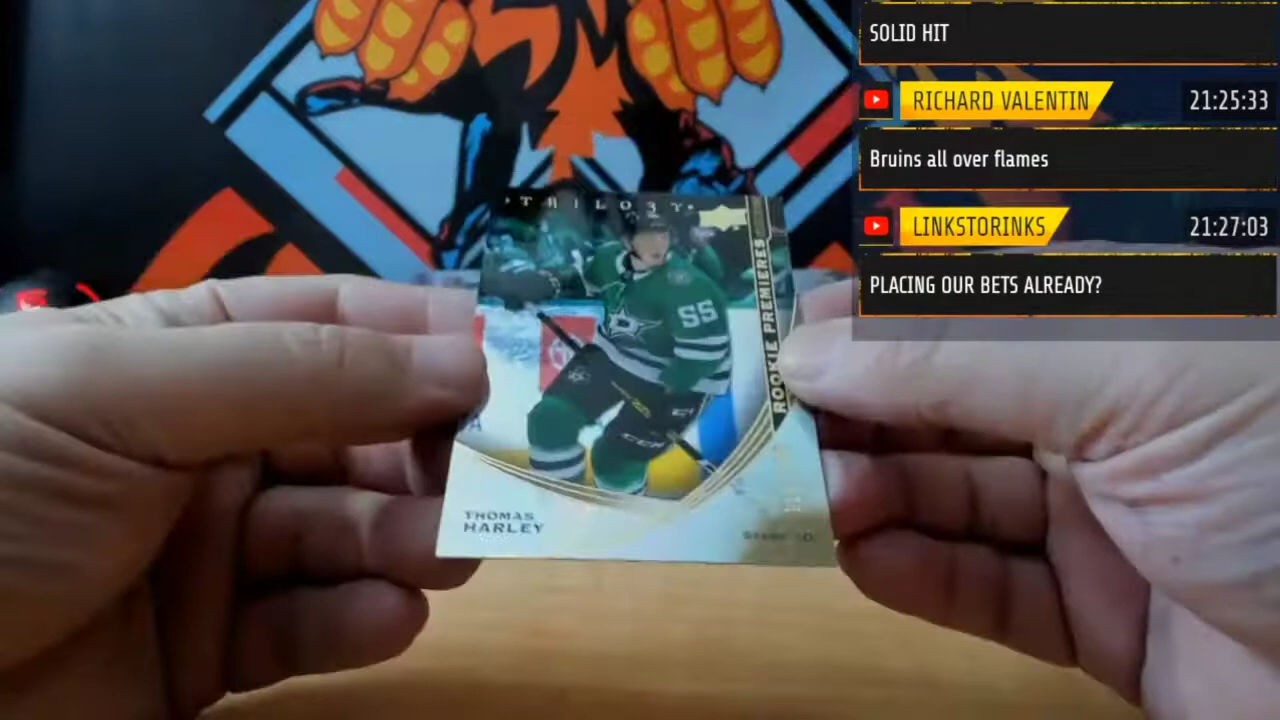 SOLID HIT
RICHARD VALENTIN 21:25:33
Bruins all over flames
LINKSTORINKS 21:27:03
PLACING OUR BETS ALREADY?
TRILOGY
55
ROOKIE PREMIERES
CCM
THOMAS
HARLEY